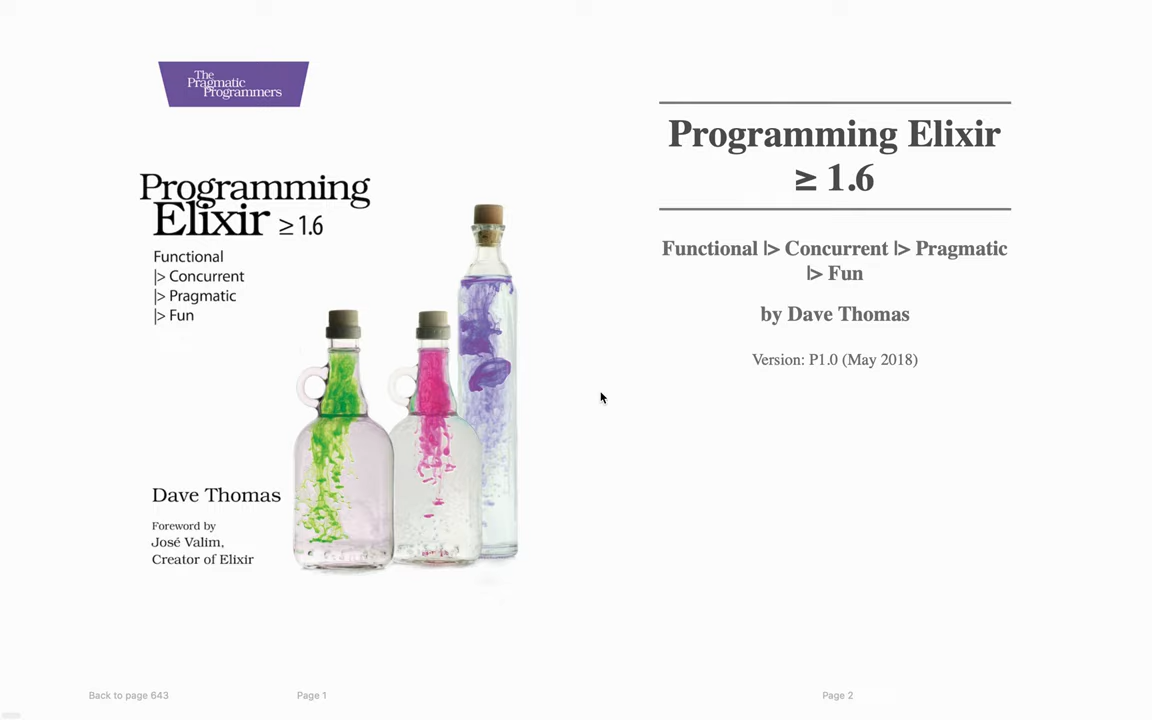 The
Pragmatic
Programmers
Programming
Elixir ≥ 1.6
Functional
|> Concurrent
|> Pragmatic
|> Fun
Dave Thomas
Foreword by
José Valim,
Creator of Elixir
Back to page 643
Page 1
Programming Elixir
≥ 1.6
Functional |> Concurrent |> Pragmatic
|> Fun
by Dave Thomas
Version: P1.0 (May 2018)
Page 2